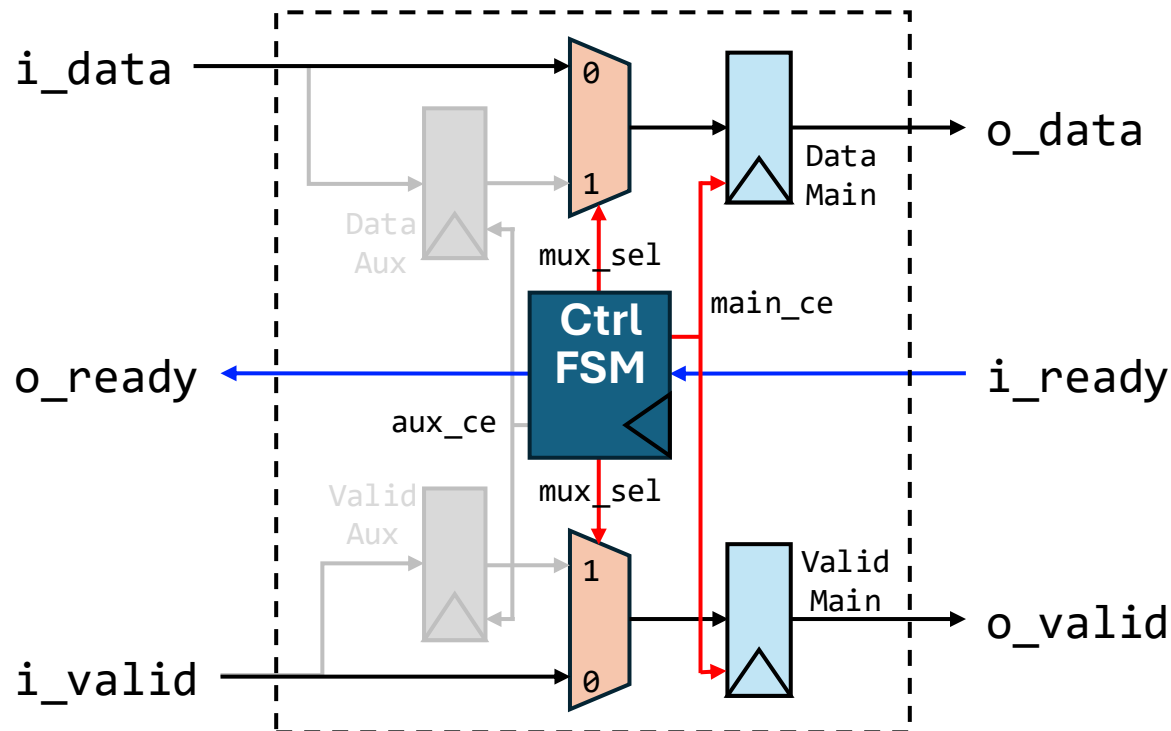 i_data
0
1
Data
Aux
Data
Main
o_data
mux_sel
main_ce
Ctrl
FSM
o_ready
i_ready
aux_ce
mux_sel
Valid
Aux
1
0
Valid
Main
i_valid
o_valid